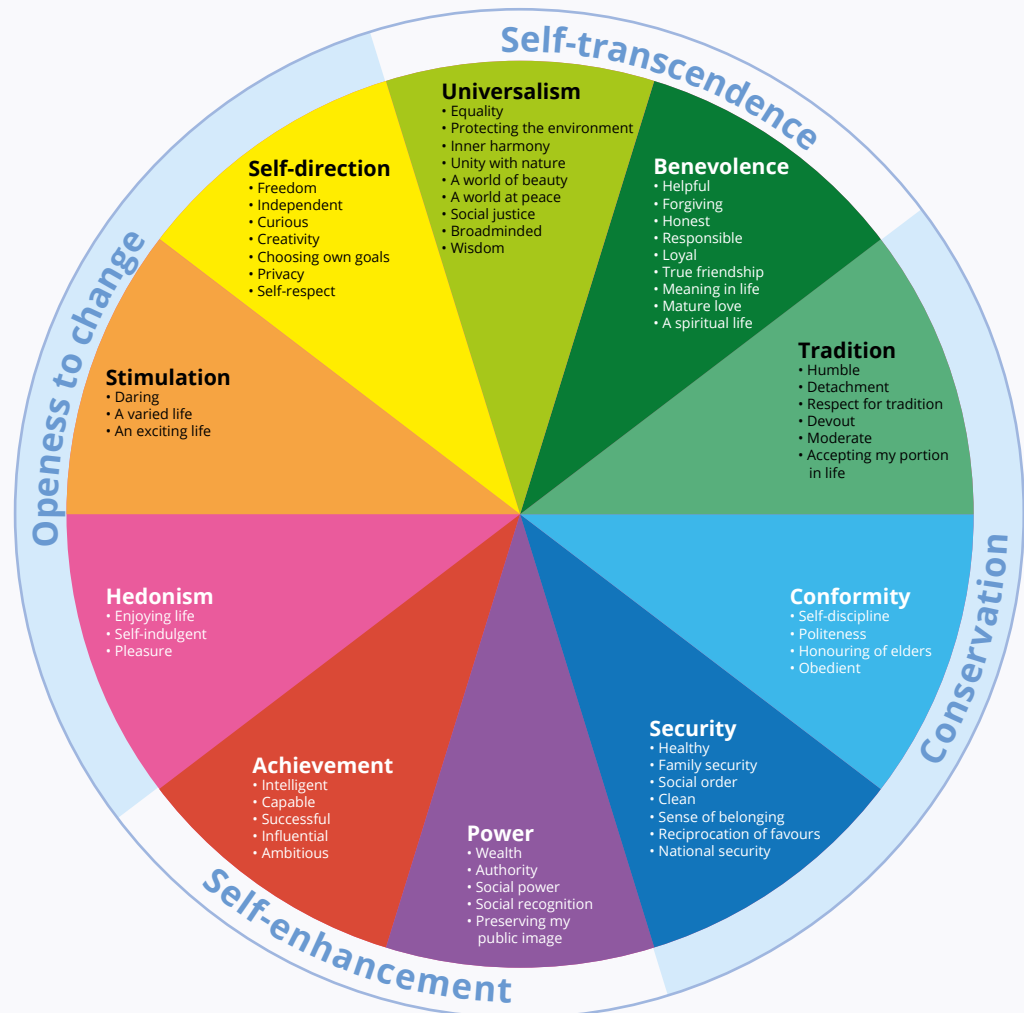 Self-transcendence
Universalism
• Equality
• Protecting the environment
• Inner harmony
• Unity with nature
• A world of beauty
• A world at peace
• Social justice
• Broadminded
• Wisdom
Benevolence
• Helpful
• Forgiving
• Honest
• Responsible
• Loyal
• True friendship
• Meaning in life
• Mature love
• A spiritual life
Tradition
• Humble
• Detachment
• Respect for tradition
• Devout
• Moderate
• Accepting my portion
in life
Conservation
Conformity
• Self-discipline
• Politeness
• Honouring of elders
• Obedient
Security
• Healthy
• Family security
• Social order
• Clean
• Sense of belonging
• Reciprocation of favours
• National security
Self-enhancement
Power
• Wealth
• Authority
• Social power
• Social recognition
• Preserving my
public image
Achievement
• Intelligent
• Capable
• Successful
• Influential
• Ambitious
Openess to change
Hedonism
• Enjoying life
• Self-indulgent
• Pleasure
Stimulation
• Daring
• A varied life
• An exciting life
Self-direction
• Freedom
• Independent
• Curious
• Creativity
• Choosing own goals
• Privacy
• Self-respect